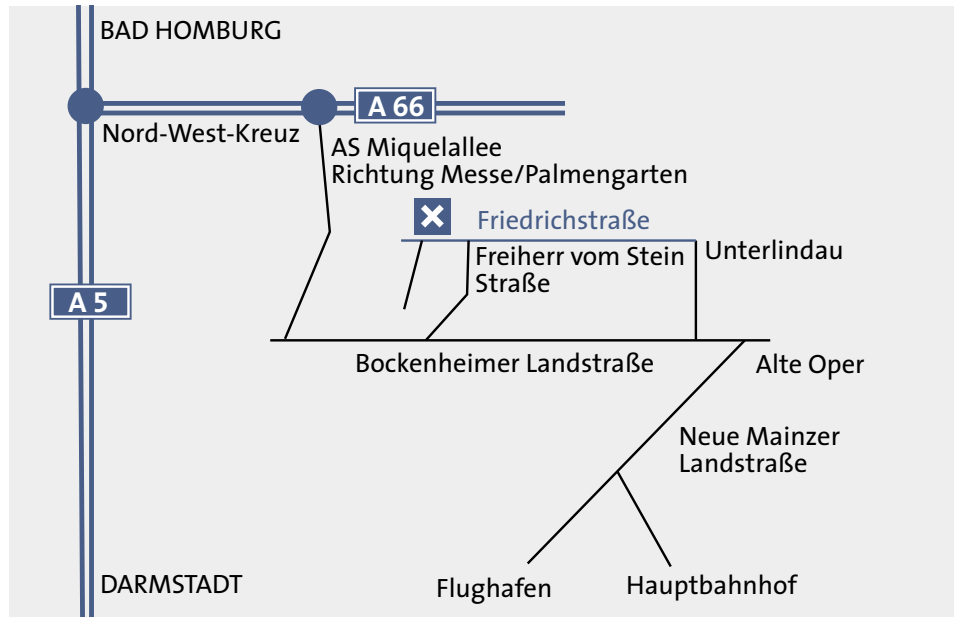 BAD HOMBURG
A 66
Nord-West-Kreuz
AS Miquelallee
Richtung Messe/Palmengarten
Friedrichstraße
Freiherr vom Stein
Straße
Unterlindau
A 5
Bockenheimer Landstraße
Alte Oper
Neue Mainzer
Landstraße
DARMSTADT
Flughafen
Hauptbahnhof